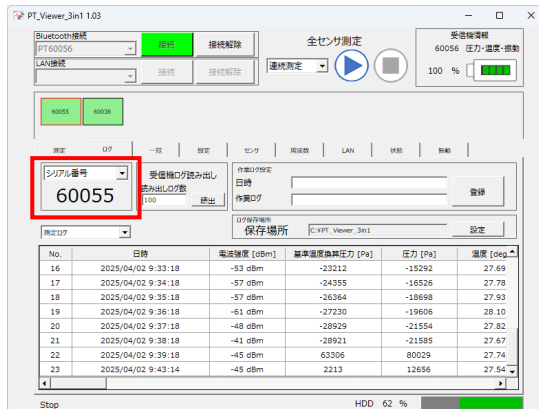 PT_Viewer_3in1 1.03
Bluetooth接続
PT60056 接続 接続解除
LAN接続
接続 接続解除
全センサ測定
連続測定
受信機情報
60056 圧力・温度・振動
100 %
60055 60036
測定 ログ 一覧 設定 センサ 周波数 LAN 状態 振動
シリアル番号
60055
受信機ログ読み出し
読み出しログ数
100 読出
作業ログ設定
日時
作業ログ
登録
測定ログ
ログ保存場所
保存場所 C:¥PT_Viewer_3in1 設定
No. 日時 電波強度 [dBm] 基準温度換算圧力 [Pa] 圧力 [Pa] 温度 [deg
16 2025/04/02 9:33:18 -53 dBm -23212 -15292 27.69
17 2025/04/02 9:34:18 -57 dBm -24355 -16526 27.78
18 2025/04/02 9:35:18 -57 dBm -26364 -18698 27.93
19 2025/04/02 9:36:18 -61 dBm -27230 -19606 28.10
20 2025/04/02 9:37:18 -48 dBm -28929 -21554 27.82
21 2025/04/02 9:38:18 -41 dBm -28921 -21585 27.67
22 2025/04/02 9:39:18 -45 dBm 63306 80029 27.74
23 2025/04/02 9:43:14 -45 dBm 2213 12656 27.54
Stop HDD 62 %